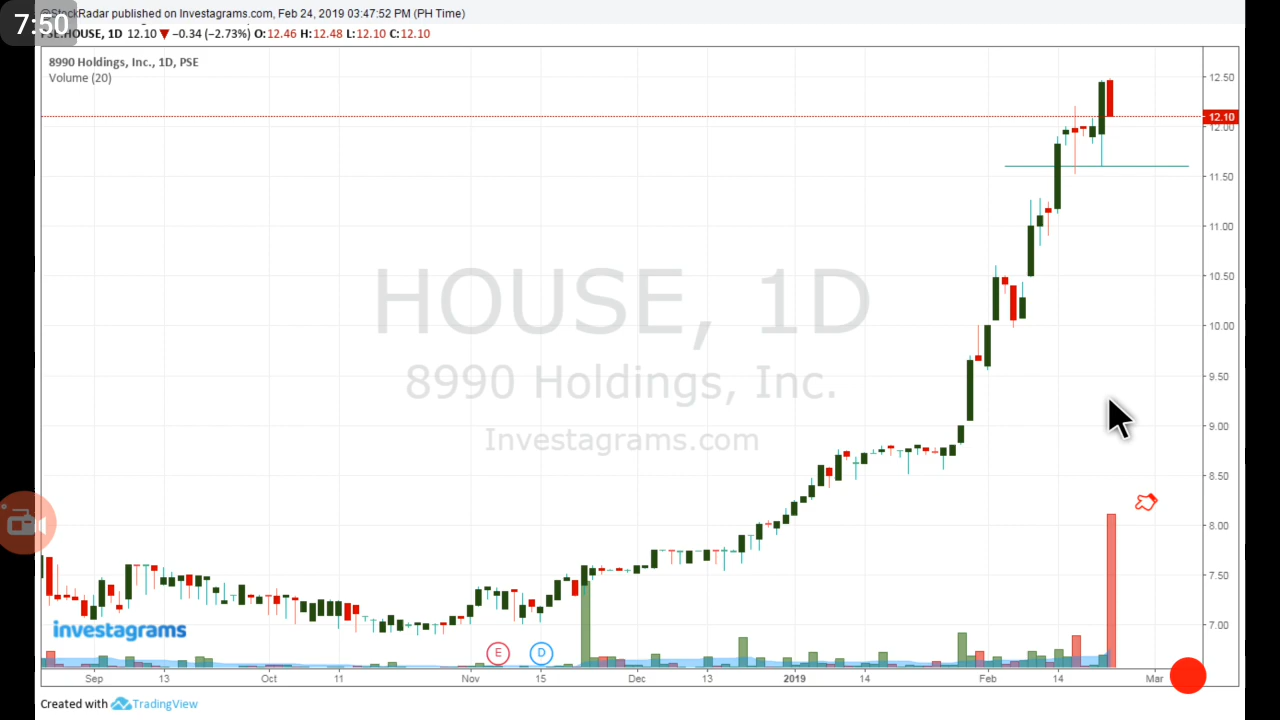 7:50
@StockRadar published on Investagrams.com, Feb 24, 2019 03:47:52 PM (PH Time)
PSE:HOUSE, 1D 12.10 ▼ −0.34 (−2.73%) O:12.46 H:12.48 L:12.10 C:12.10
8990 Holdings, Inc., 1D, PSE
Volume (20)
12.50
12.10
12.00
11.50
11.00
10.50
10.00
9.50
9.00
8.50
8.00
7.50
7.00
HOUSE, 1D
8990 Holdings, Inc.
Investagrams.com
investagrams
E D
Sep 13 Oct 11 Nov 15 Dec 13 2019 14 Feb 14 Mar
Created with TradingView